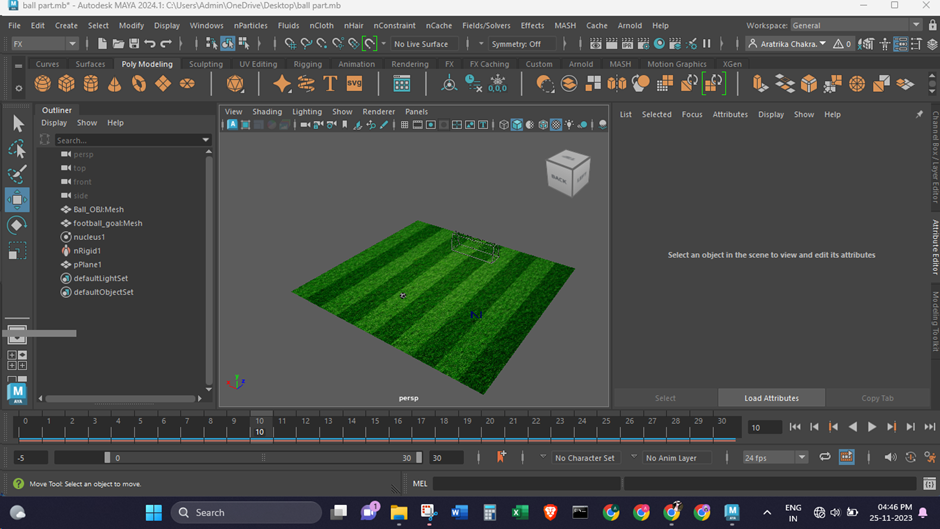 ball part.mb* - Autodesk MAYA 2024.1: C:\Users\Admin\OneDrive\Desktop\ball part.mb
File Edit Create Select Modify Display Windows nParticles Fluids nCloth nHair nConstraint nCache Fields/Solvers Effects MASH Cache Arnold Help Workspace: General
FX No Live Surface Symmetry: Off Aratrika Chakra. 0
Curves Surfaces Poly Modeling Sculpting UV Editing Rigging Animation Rendering FX FX Caching Custom Arnold MASH Motion Graphics XGen
T SVG 0,0,0
Outliner
Display Show Help
Search...
persp
top
front
side
Ball_OBJ:Mesh
football_goal:Mesh
nucleus1
nRigid1
pPlane1
defaultLightSet
defaultObjectSet
View Shading Lighting Show Renderer Panels
BACK
persp
List Selected Focus Attributes Display Show Help
Select an object in the scene to view and edit its attributes
Select Load Attributes Copy Tab
Channel Box / Layer Editor
Attribute Editor
Modeling Toolkit
0 1 2 3 4 5 6 7 8 9 10 11 12 13 14 15 16 17 18 19 20 21 22 23 24 25 26 27 28 29 30
10
10
-5 0 30 30 No Character Set No Anim Layer 24 fps
Move Tool: Select an object to move. MEL
Search
1
ENG
IN
04:46 PM
25-11-2023